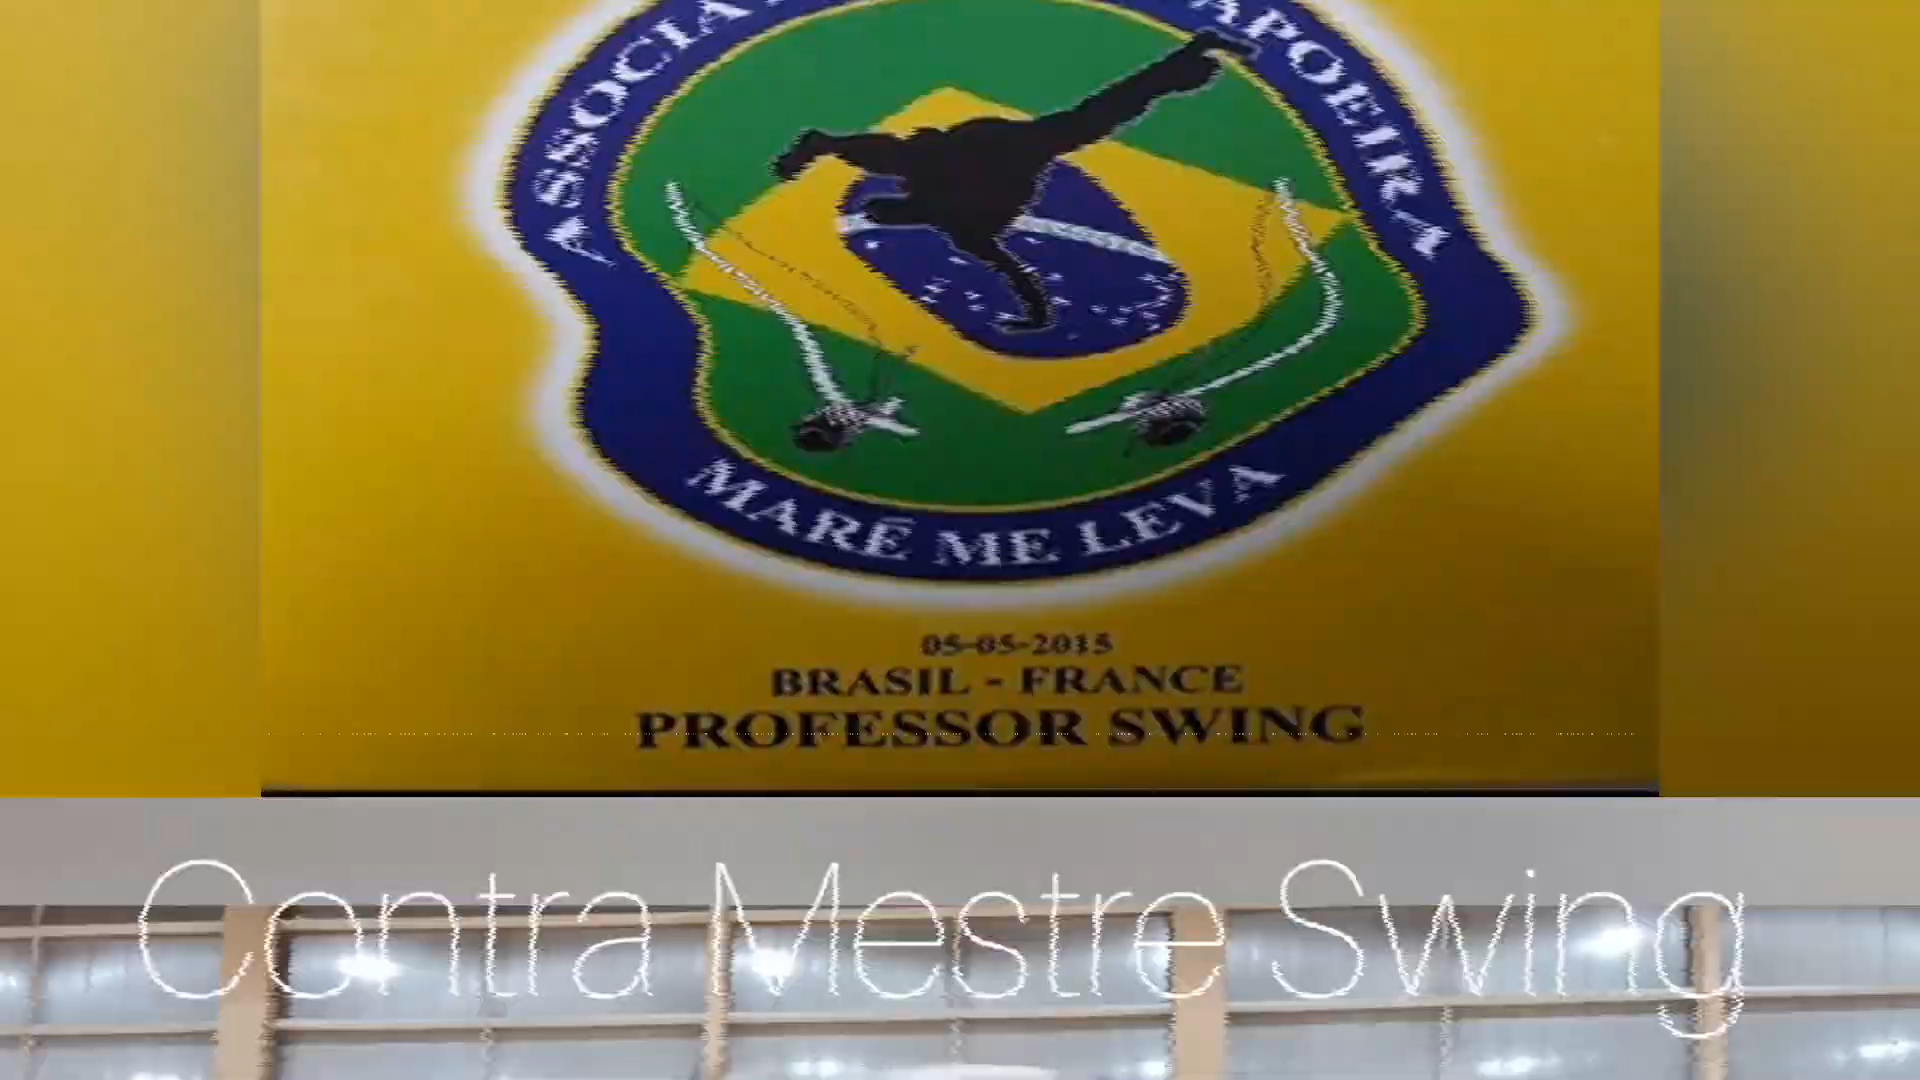 ASSOCIA
APOEIRA
MARÉ ME LEVA
05-05-2015
BRASIL - FRANCE
PROFESSOR SWING
Contra Mestre Swing